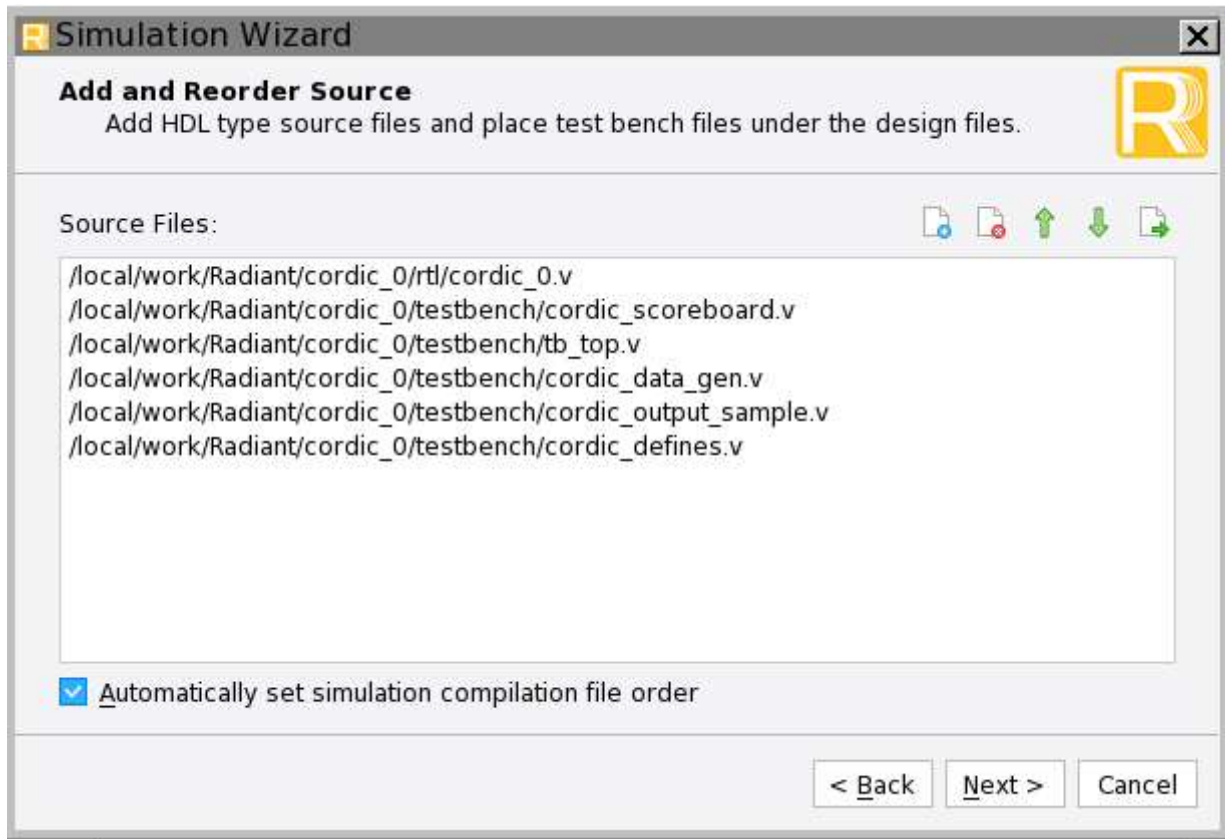 Simulation Wizard
Add and Reorder Source
Add HDL type source files and place test bench files under the design files.
Source Files:
/local/work/Radiant/cordic_0/rtl/cordic_0.v
/local/work/Radiant/cordic_0/testbench/cordic_scoreboard.v
/local/work/Radiant/cordic_0/testbench/tb_top.v
/local/work/Radiant/cordic_0/testbench/cordic_data_gen.v
/local/work/Radiant/cordic_0/testbench/cordic_output_sample.v
/local/work/Radiant/cordic_0/testbench/cordic_defines.v
Automatically set simulation compilation file order
< Back Next > Cancel